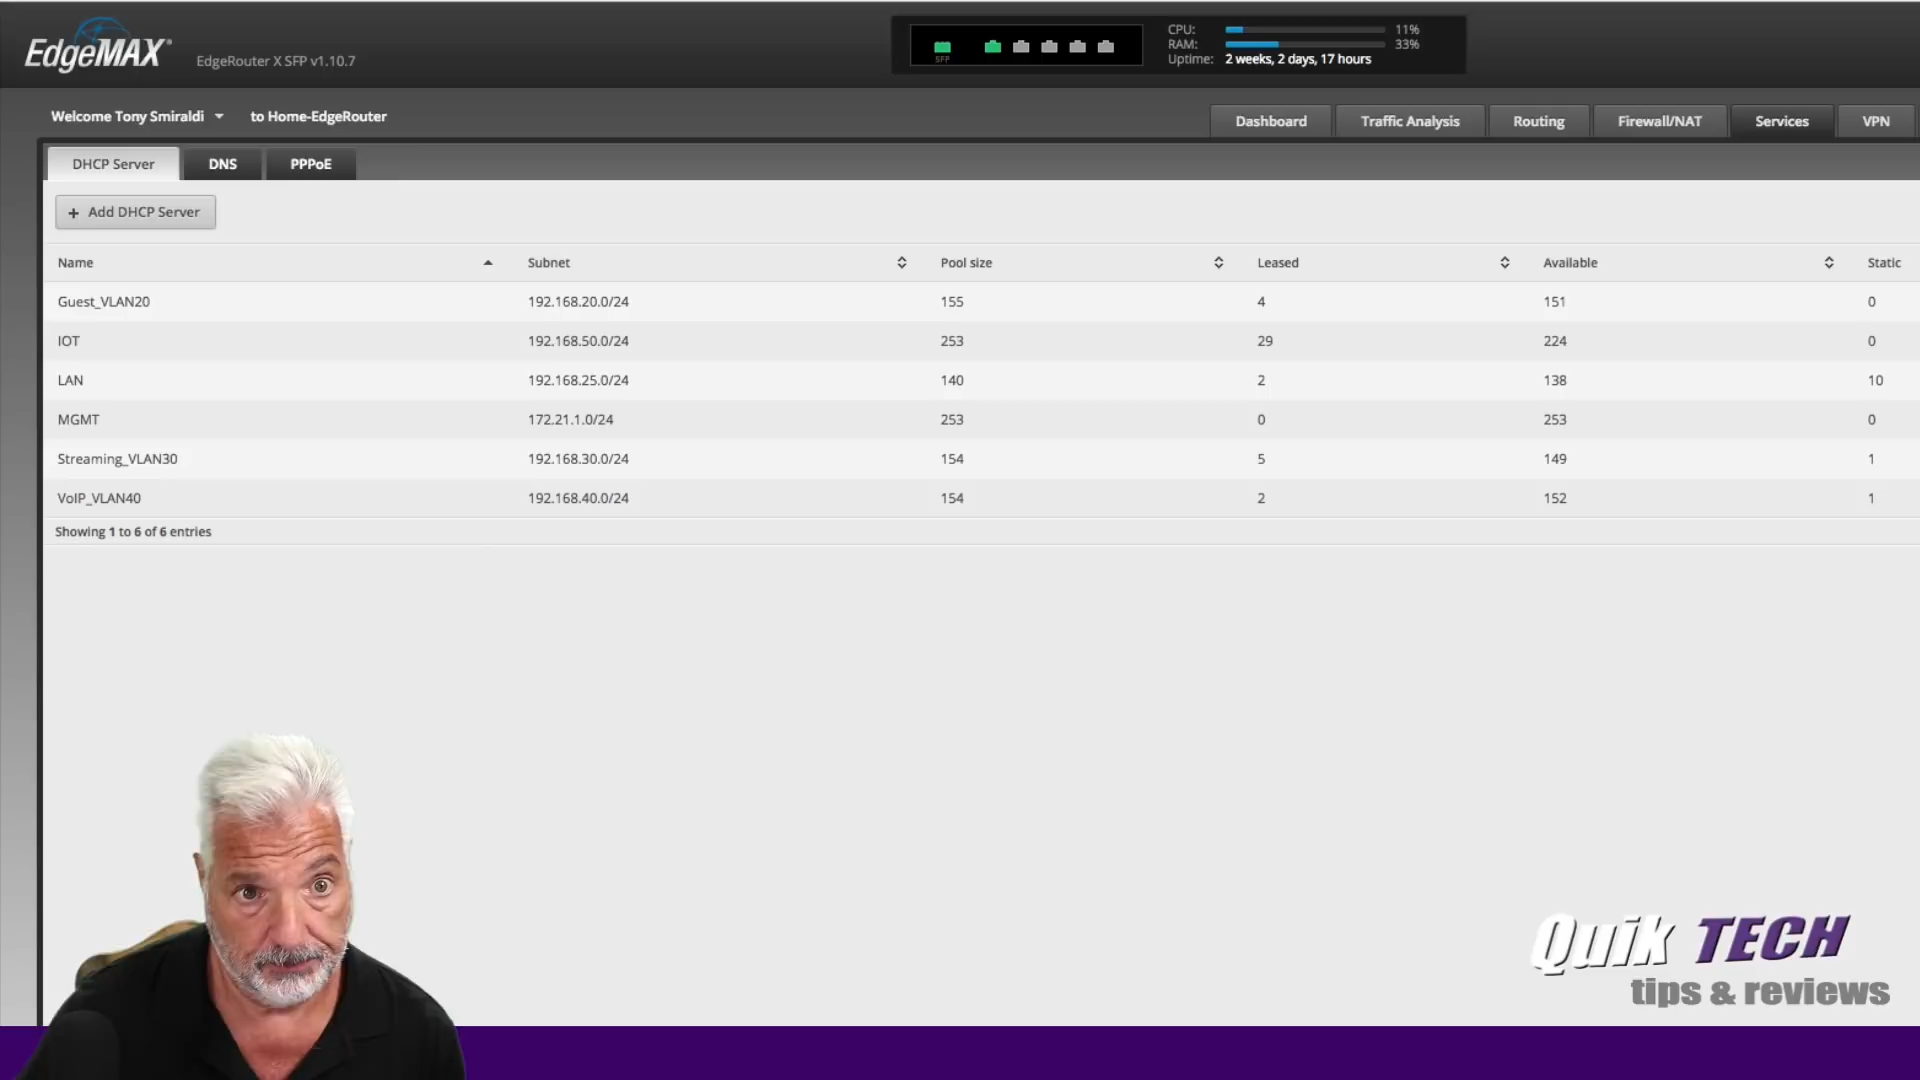 EdgeMAX®
EdgeRouter X SFP v1.10.7
SFP
CPU: 11%
RAM: 33%
Uptime: 2 weeks, 2 days, 17 hours
Welcome Tony Smiraldi to Home-EdgeRouter
Dashboard Traffic Analysis Routing Firewall/NAT Services VPN
DHCP Server DNS PPPoE
+ Add DHCP Server
Name Subnet Pool size Leased Available Static
Guest_VLAN20 192.168.20.0/24 155 4 151 0
IOT 192.168.50.0/24 253 29 224 0
LAN 192.168.25.0/24 140 2 138 10
MGMT 172.21.1.0/24 253 0 253 0
Streaming_VLAN30 192.168.30.0/24 154 5 149 1
VoIP_VLAN40 192.168.40.0/24 154 2 152 1
Showing 1 to 6 of 6 entries
Quik TECH
tips & reviews